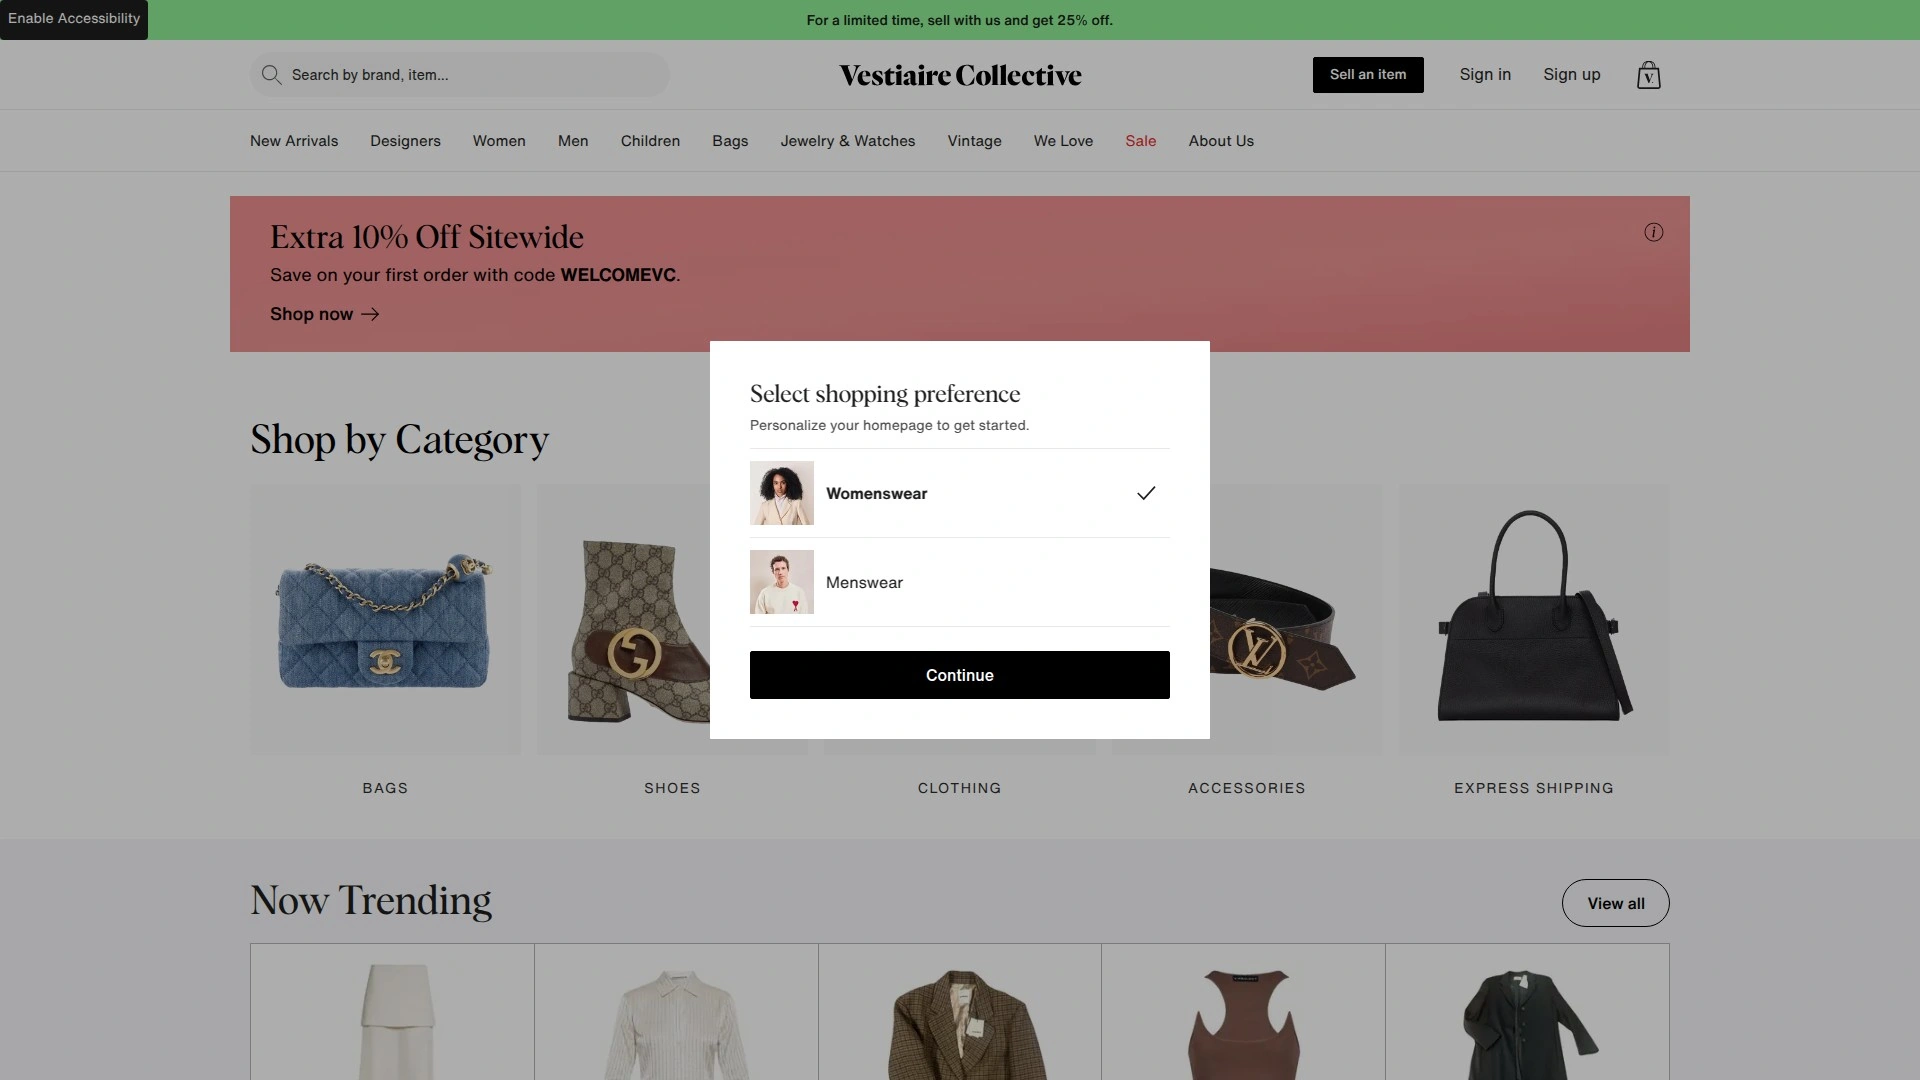 Enable Accessibility
For a limited time, sell with us and get 25% off.
Search by brand, item...
Vestiaire Collective
Sell an item
Sign in
Sign up
V.
New Arrivals
Designers
Women
Men
Children
Bags
Jewelry & Watches
Vintage
We Love
Sale
About Us
Extra 10% Off Sitewide
Save on your first order with code WELCOMEVC.
Shop now
i
Select shopping preference
Personalize your homepage to get started.
Womenswear
Menswear
Continue
Shop by Category
BAGS
SHOES
CLOTHING
ACCESSORIES
EXPRESS SHIPPING
Now Trending
View all